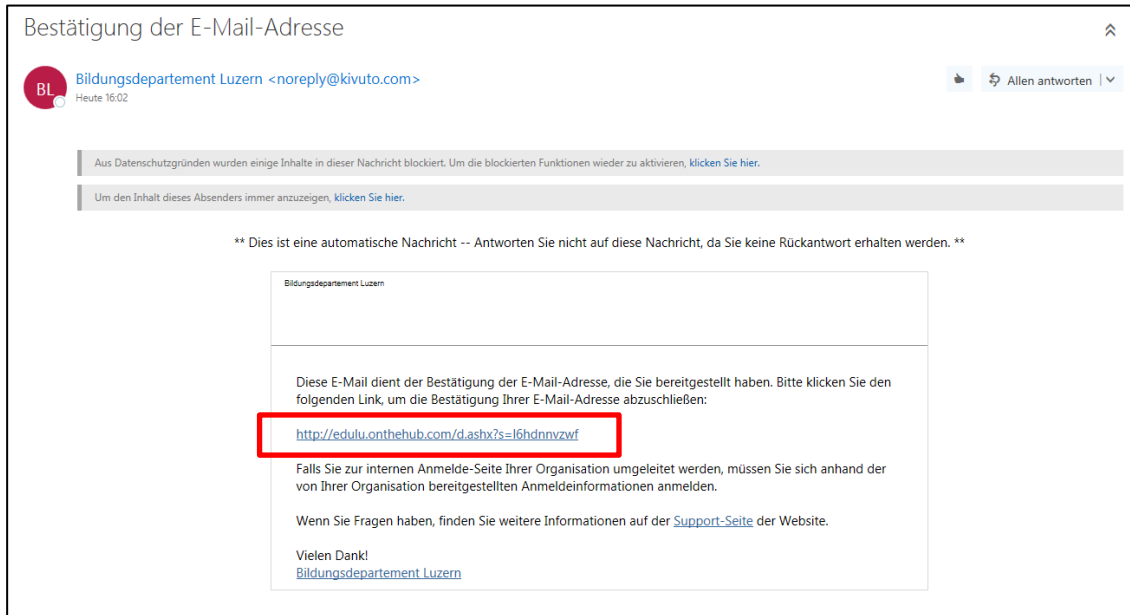 Bestätigung der E-Mail-Adresse
BL
Bildungsdepartement Luzern <noreply@kivuto.com>
Heute 16:02
Allen antworten
Aus Datenschutzgründen wurden einige Inhalte in dieser Nachricht blockiert. Um die blockierten Funktionen wieder zu aktivieren, klicken Sie hier.
Um den Inhalt dieses Absenders immer anzuzeigen, klicken Sie hier.
** Dies ist eine automatische Nachricht -- Antworten Sie nicht auf diese Nachricht, da Sie keine Rückantwort erhalten werden. **
Bildungsdepartement Luzern
Diese E-Mail dient der Bestätigung der E-Mail-Adresse, die Sie bereitgestellt haben. Bitte klicken Sie den
folgenden Link, um die Bestätigung Ihrer E-Mail-Adresse abzuschließen:
http://edulu.onthehub.com/d.ashx?s=l6hdnnvzwf
Falls Sie zur internen Anmelde-Seite Ihrer Organisation umgeleitet werden, müssen Sie sich anhand der
von Ihrer Organisation bereitgestellten Anmeldeinformationen anmelden.
Wenn Sie Fragen haben, finden Sie weitere Informationen auf der Support-Seite der Website.
Vielen Dank!
Bildungsdepartement Luzern